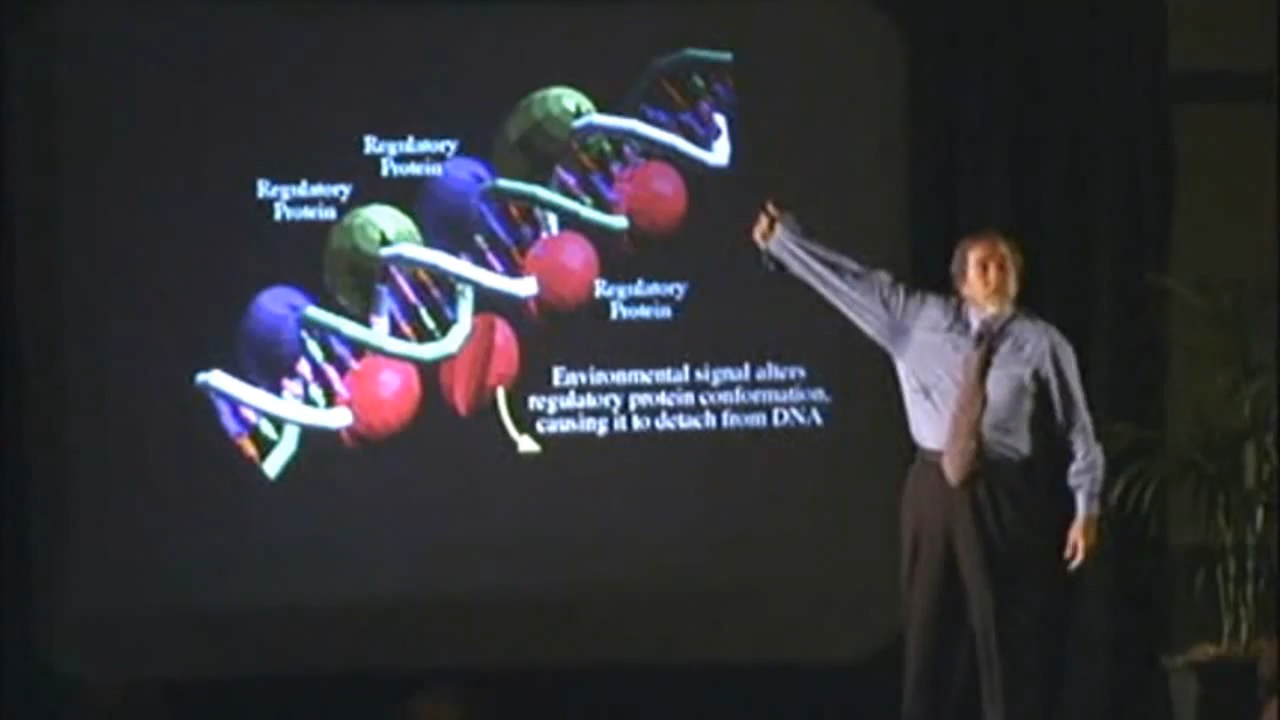 Regulatory
Protein
Regulatory
Protein
Regulatory
Protein
Environmental signal alters
regulatory protein conformation,
causing it to detach from DNA